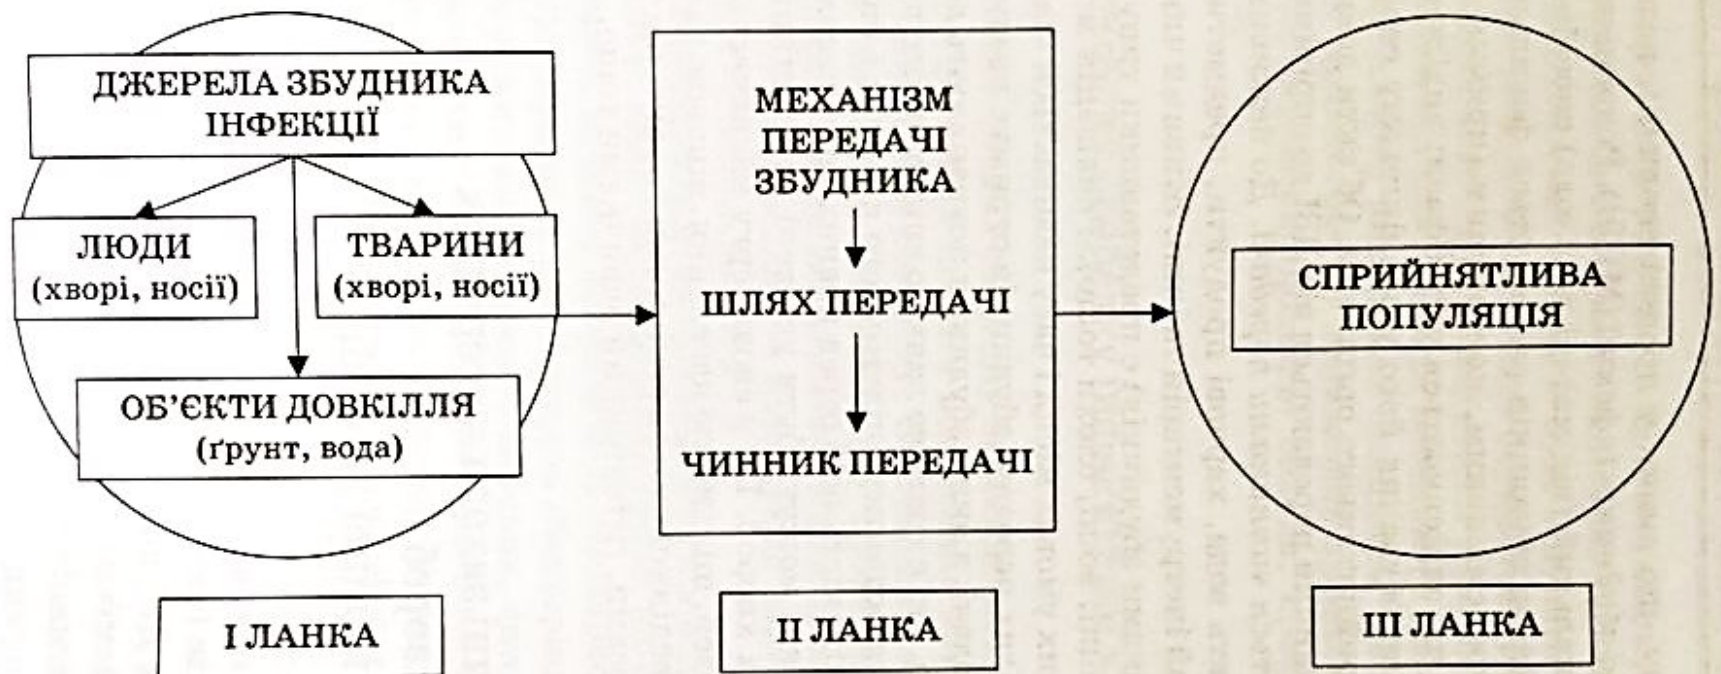 ДЖЕРЕЛА ЗБУДНИКА
ІНФЕКЦІЇ
ЛЮДИ
(хворі, носії)
ТВАРИНИ
(хворі, носії)
ОБ’ЄКТИ ДОВКІЛЛЯ
(ґрунт, вода)
І ЛАНКА
МЕХАНІЗМ
ПЕРЕДАЧІ
ЗБУДНИКА
ШЛЯХ ПЕРЕДАЧІ
ЧИННИК ПЕРЕДАЧІ
ІІ ЛАНКА
СПРИЙНЯТЛИВА
ПОПУЛЯЦІЯ
ІІІ ЛАНКА